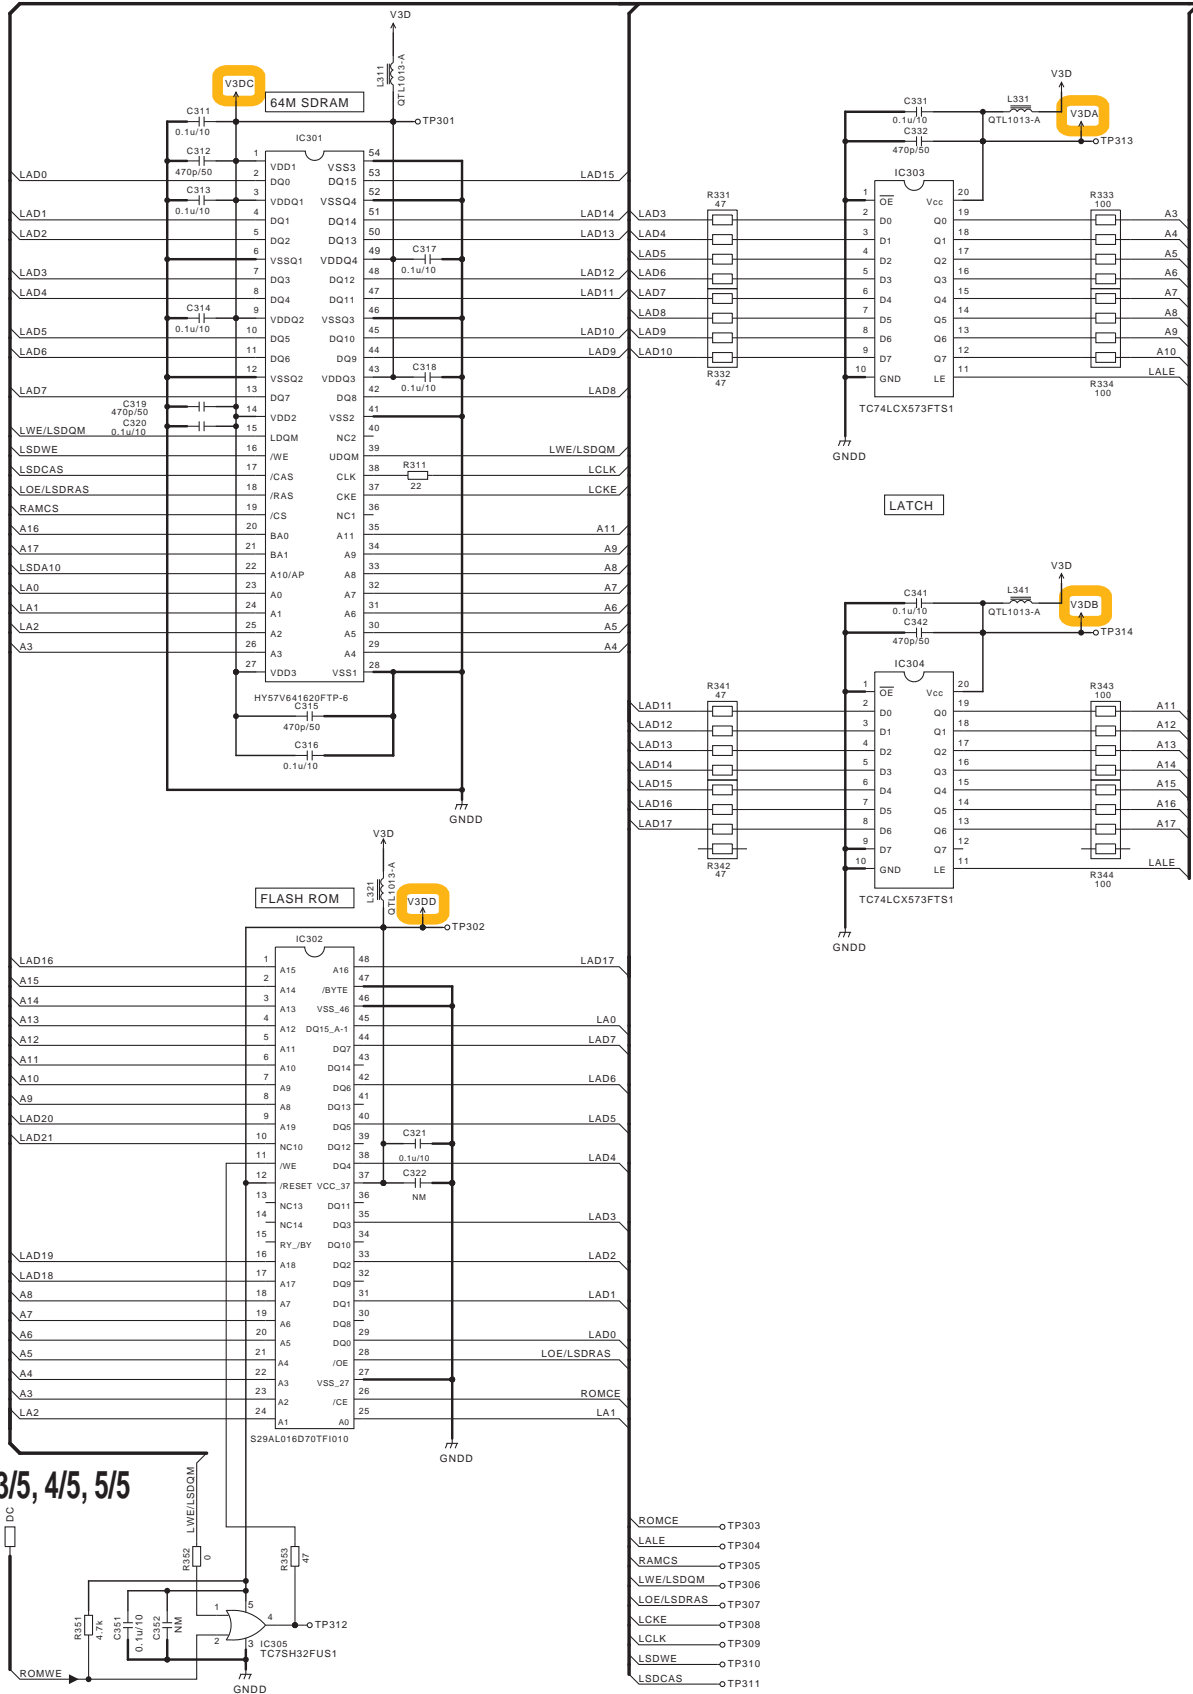 V3D
L311
QTL1013-A
V3DC
64M SDRAM
C311
0.1u/10
TP301
IC301
C312
470p/50
C313
0.1u/10
C314
0.1u/10
C319
470p/50
C320
0.1u/10
LAD0
LAD1
LAD2
LAD3
LAD4
LAD5
LAD6
LAD7
LWE/LSDQM
LSDWE
LSDCAS
LOE/LSDRAS
RAMCS
A16
A17
LSDA10
LA0
LA1
LA2
A3
1 VDD1 VSS3 54
2 DQ0 DQ15 53
3 VDDQ1 VSSQ4 52
4 DQ1 DQ14 51
5 DQ2 DQ13 50
6 VSSQ1 VDDQ4 49
7 DQ3 DQ12 48
8 DQ4 DQ11 47
9 VDDQ2 VSSQ3 46
10 DQ5 DQ10 45
11 DQ6 DQ9 44
12 VSSQ2 VDDQ3 43
13 DQ7 DQ8 42
14 VDD2 VSS2 41
15 LDQM NC2 40
16 /WE UDQM 39
17 /CAS CLK 38
18 /RAS CKE 37
19 /CS NC1 36
20 BA0 A11 35
21 BA1 A9 34
22 A10/AP A8 33
23 A0 A7 32
24 A1 A6 31
25 A2 A5 30
26 A3 A4 29
27 VDD3 VSS1 28
HY57V641620FTP-6
C317
0.1u/10
C318
0.1u/10
R311
22
LAD15
LAD14
LAD13
LAD12
LAD11
LAD10
LAD9
LAD8
LWE/LSDQM
LCLK
LCKE
A11
A9
A8
A7
A6
A5
A4
C315
470p/50
C316
0.1u/10
GNDD
V3D
C331
0.1u/10
L331
QTL1013-A
V3DA
C332
470p/50
TP313
IC303
R331
47
R333
100
LAD3
LAD4
LAD5
LAD6
LAD7
LAD8
LAD9
LAD10
1 OE Vcc 20
2 D0 Q0 19
3 D1 Q1 18
4 D2 Q2 17
5 D3 Q3 16
6 D4 Q4 15
7 D5 Q5 14
8 D6 Q6 13
9 D7 Q7 12
10 GND LE 11
A3
A4
A5
A6
A7
A8
A9
A10
LALE
R332
47
R334
100
TC74LCX573FTS1
GNDD
LATCH
V3D
C341
0.1u/10
L341
QTL1013-A
V3DB
C342
470p/50
TP314
IC304
R341
47
R343
100
LAD11
LAD12
LAD13
LAD14
LAD15
LAD16
LAD17
1 OE Vcc 20
2 D0 Q0 19
3 D1 Q1 18
4 D2 Q2 17
5 D3 Q3 16
6 D4 Q4 15
7 D5 Q5 14
8 D6 Q6 13
9 D7 Q7 12
10 GND LE 11
A11
A12
A13
A14
A15
A16
A17
LALE
R342
47
R344
100
TC74LCX573FTS1
GNDD
V3D
L321
QTL1013-A
FLASH ROM
V3DD
TP302
IC302
LAD16
A15
A14
A13
A12
A11
A10
A9
LAD20
LAD21
LAD19
LAD18
A8
A7
A6
A5
A4
A3
LA2
1 A15 A16 48
2 A14 /BYTE 47
3 A13 VSS_46 46
4 A12 DQ15_A-1 45
5 A11 DQ7 44
6 A10 DQ14 43
7 A9 DQ6 42
8 A8 DQ13 41
9 A19 DQ5 40
10 NC10 DQ12 39
11 /WE DQ4 38
12 /RESET VCC_37 37
13 NC13 DQ11 36
14 NC14 DQ3 35
15 RY_/BY DQ10 34
16 A18 DQ2 33
17 A17 DQ9 32
18 A7 DQ1 31
19 A6 DQ8 30
20 A5 DQ0 29
21 A4 /OE 28
22 A3 VSS_27 27
23 A2 /CE 26
24 A1 A0 25
S29AL016D70TFI010
C321
0.1u/10
C322
NM
LAD17
LA0
LAD7
LAD6
LAD5
LAD4
LAD3
LAD2
LAD1
LAD0
LOE/LSDRAS
ROMCE
LA1
GNDD
3/5, 4/5, 5/5
DC
LWE/LSDQM
R352
0
R353
47
R351
4.7k
C351
0.1u/10
C352
NM
1
2
5
4
3
TP312
IC305
TC7SH32FUS1
ROMWE
GNDD
ROMCE TP303
LALE TP304
RAMCS TP305
LWE/LSDQM TP306
LOE/LSDRAS TP307
LCKE TP308
LCLK TP309
LSDWE TP310
LSDCAS TP311